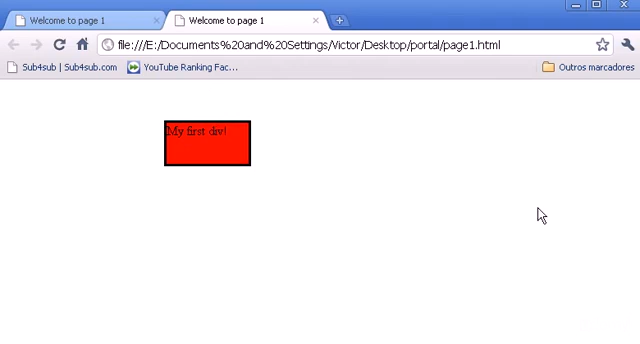 Welcome to page 1
Welcome to page 1
file:///E:/Documents%20and%20Settings/Victor/Desktop/portal/page1.html
Sub4sub | Sub4sub.com
YouTube Ranking Fac...
Outros marcadores
My first div!